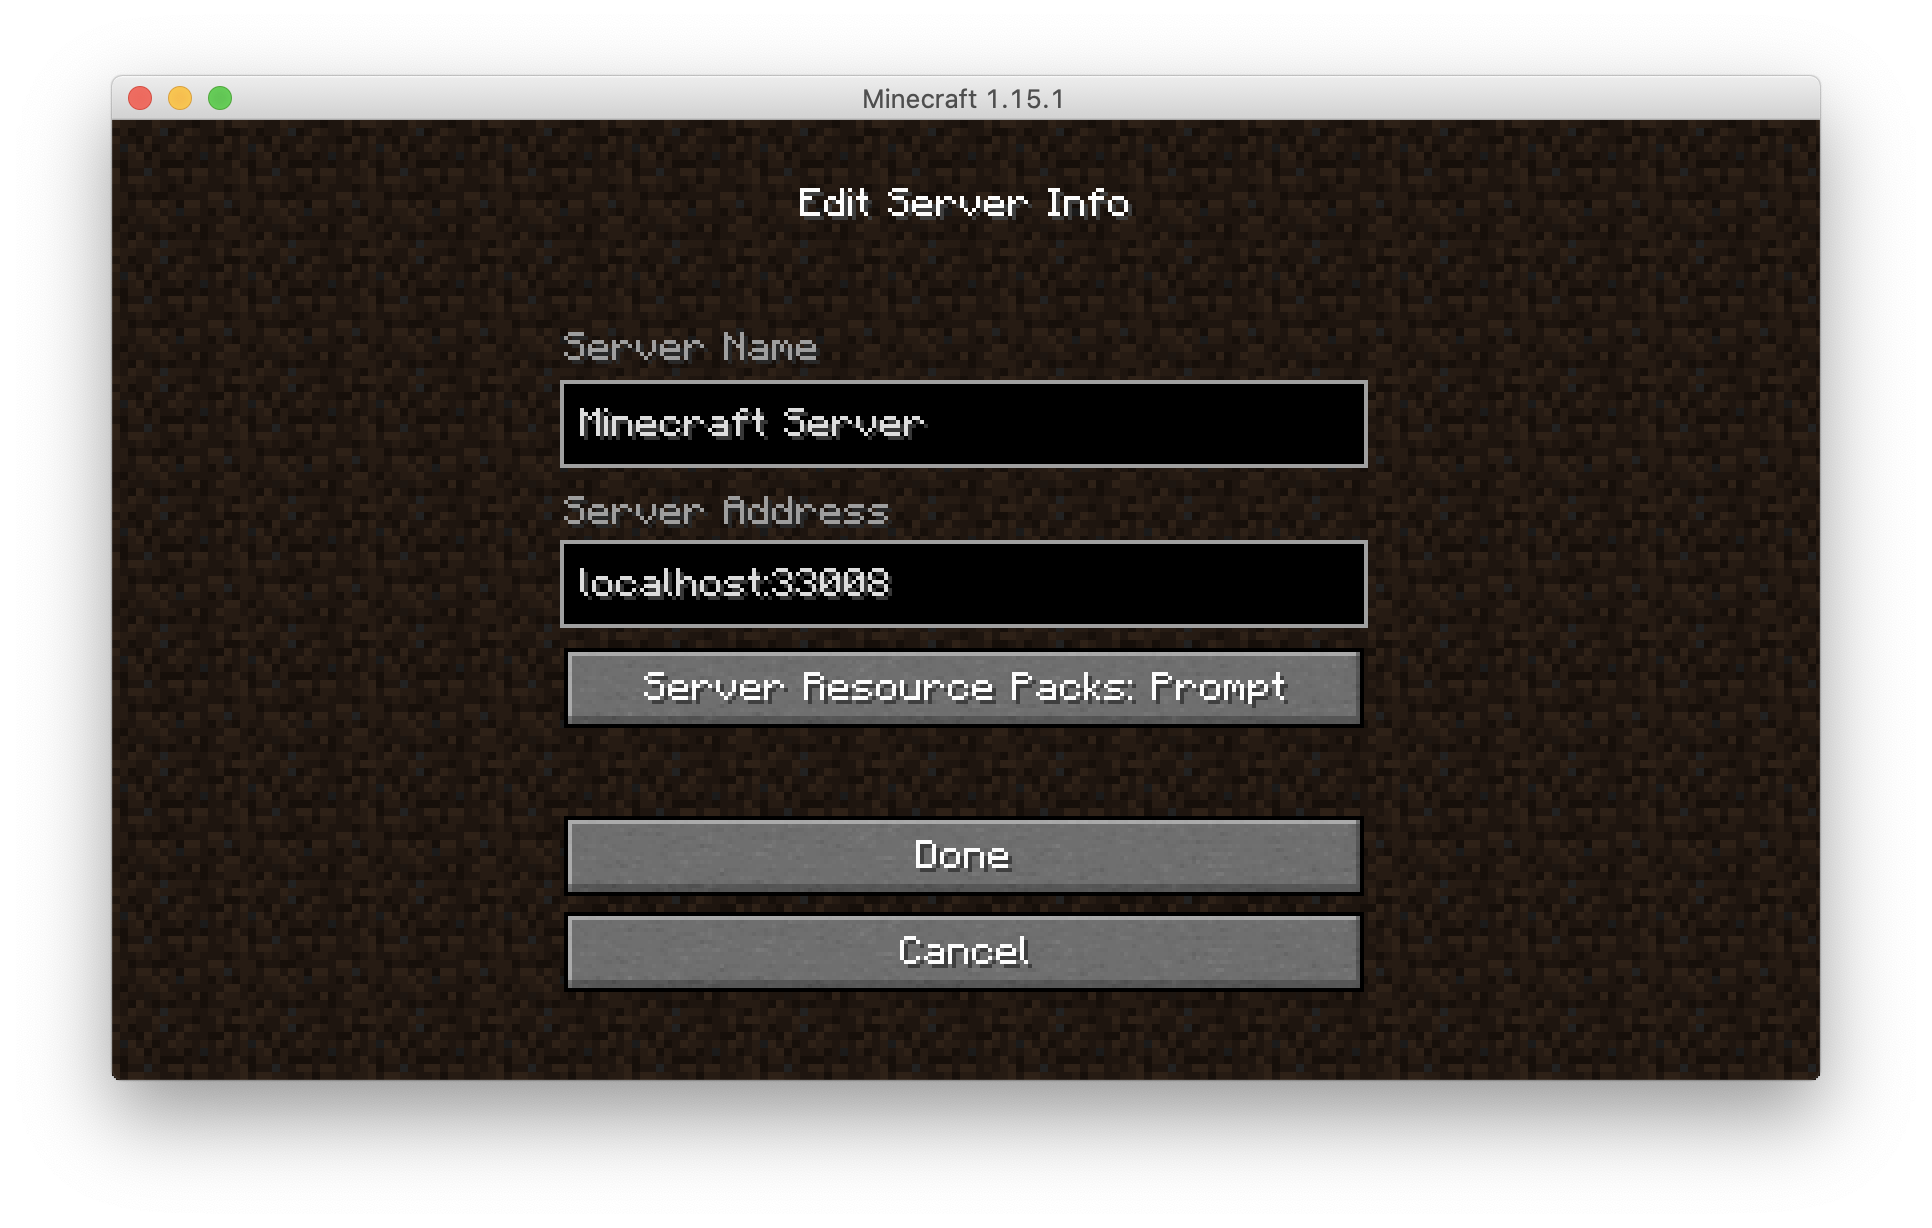 Minecraft 1.15.1
Edit Server Info
Server Name
Minecraft Server
Server Address
localhost:33008
Server Resource Packs: Prompt
Done
Cancel